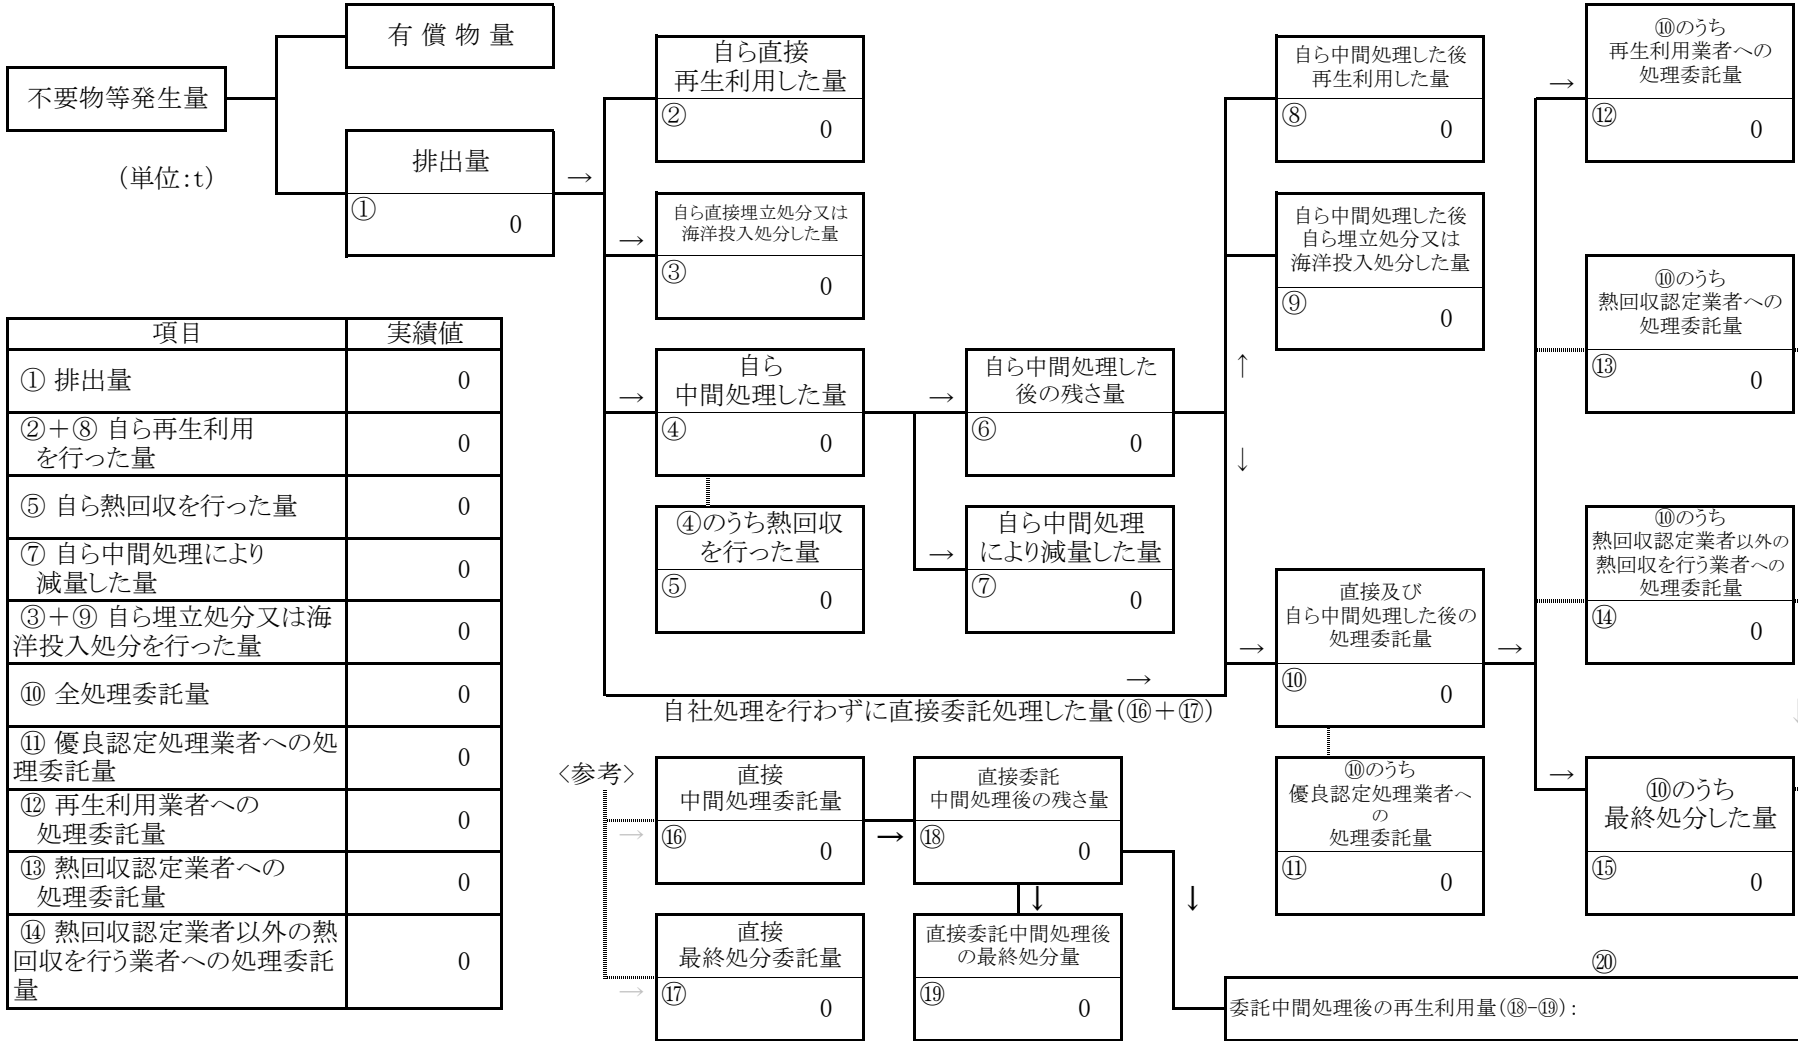 有償物量
不要物等発生量
(単位:t)
排出量
①
0
→
自ら直接
再生利用した量
②
0
→
自ら直接埋立処分又は
海洋投入処分した量
③
0
→
自ら
中間処理した量
④
0
④のうち熱回収
を行った量
⑤
0
→
自ら中間処理した
後の残さ量
⑥
0
→
自ら中間処理
により減量した量
⑦
0
自ら中間処理した後
再生利用した量
⑧
0
自ら中間処理した後
自ら埋立処分又は
海洋投入処分した量
⑨
0
↑
↓
→
直接及び
自ら中間処理した後の
処理委託量
⑩
0
→
→
自社処理を行わずに直接委託処理した量(⑯+⑰)
⑩のうち
優良認定処理業者へ
の
処理委託量
⑪
0
→
⑩のうち
再生利用業者への
処理委託量
⑫
0
⑩のうち
熱回収認定業者への
処理委託量
⑬
0
⑩のうち
熱回収認定業者以外の
熱回収を行う業者への
処理委託量
⑭
0
↓
→
⑩のうち
最終処分した量
⑮
0
項目 実績値
① 排出量 0
②+⑧ 自ら再生利用
を行った量 0
⑤ 自ら熱回収を行った量 0
⑦ 自ら中間処理により
減量した量 0
③+⑨ 自ら埋立処分又は海
洋投入処分を行った量 0
⑩ 全処理委託量 0
⑪ 優良認定処理業者への処
理委託量 0
⑫ 再生利用業者への
処理委託量 0
⑬ 熱回収認定業者への
処理委託量 0
⑭ 熱回収認定業者以外の熱
回収を行う業者への処理委託
量 0
<参考>
→
直接
中間処理委託量
⑯
0
→
直接委託
中間処理後の残さ量
⑱
0
→
直接
最終処分委託量
⑰
0
↓
直接委託中間処理後
の最終処分量
⑲
0
↓
⑳
委託中間処理後の再生利用量(⑱-⑲):